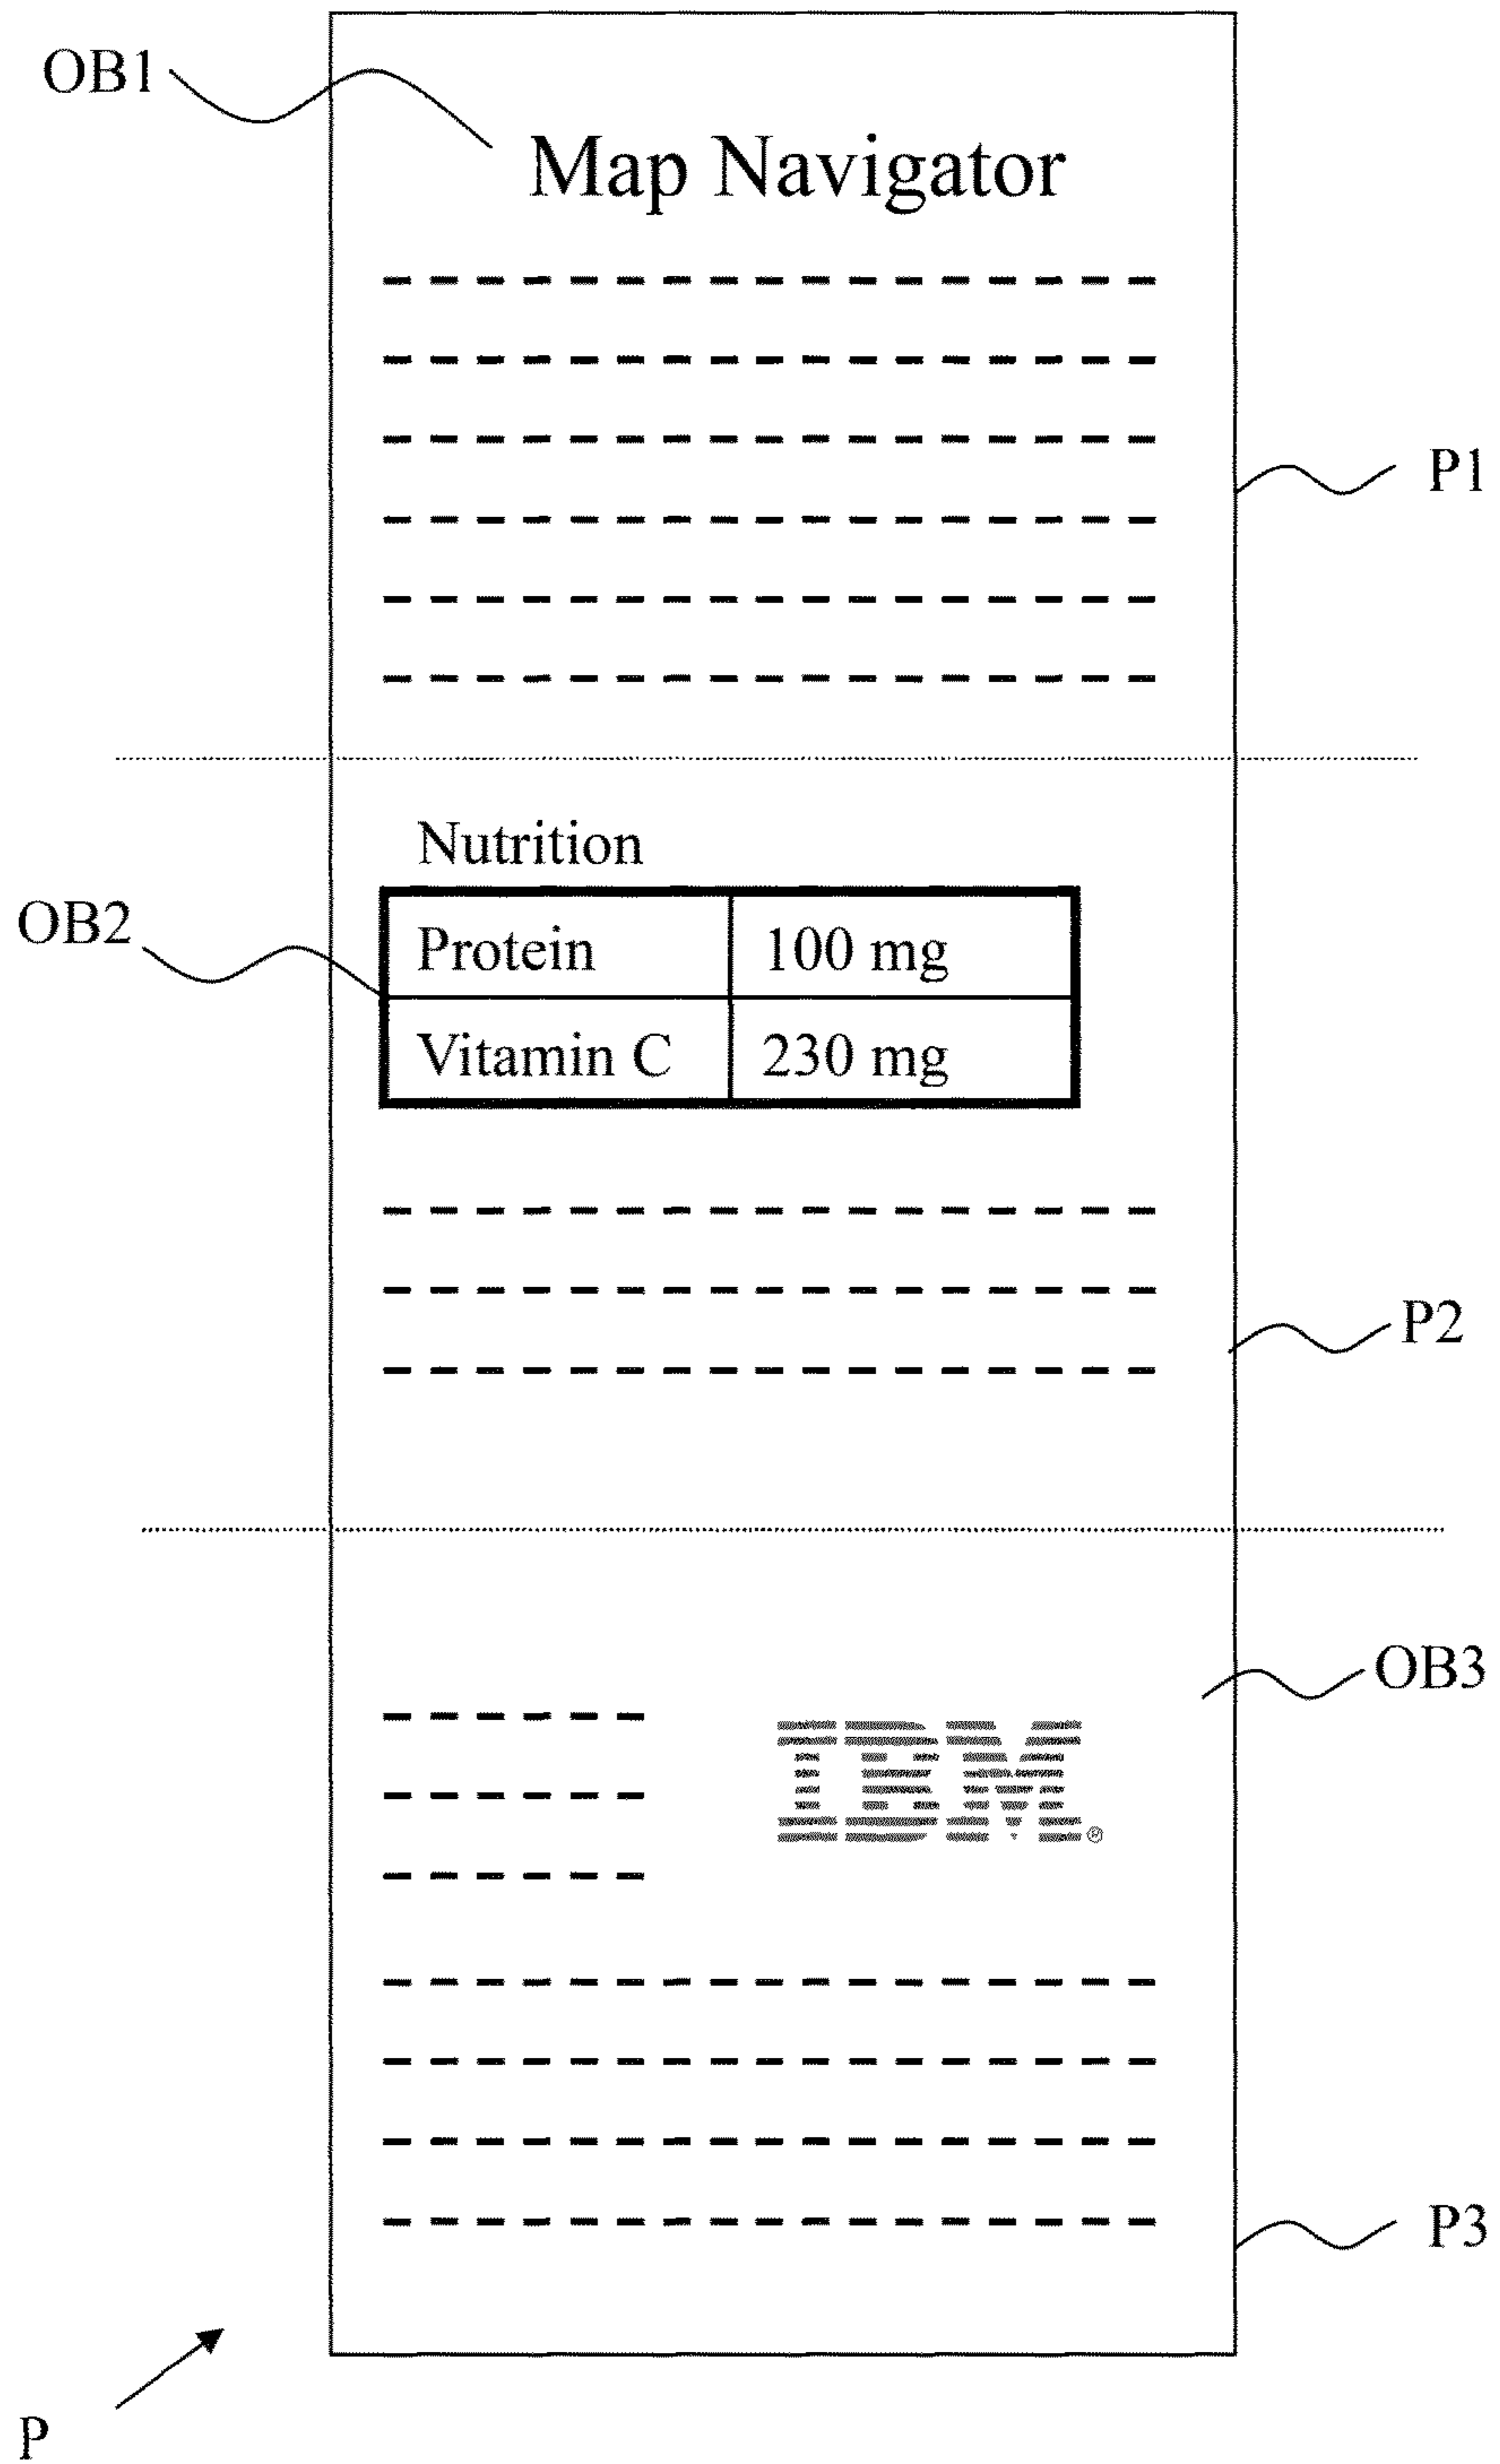 OB1
Map Navigator
P1
Nutrition
OB2
Protein 100 mg
Vitamin C 230 mg
P2
OB3
IBM®
P3
P